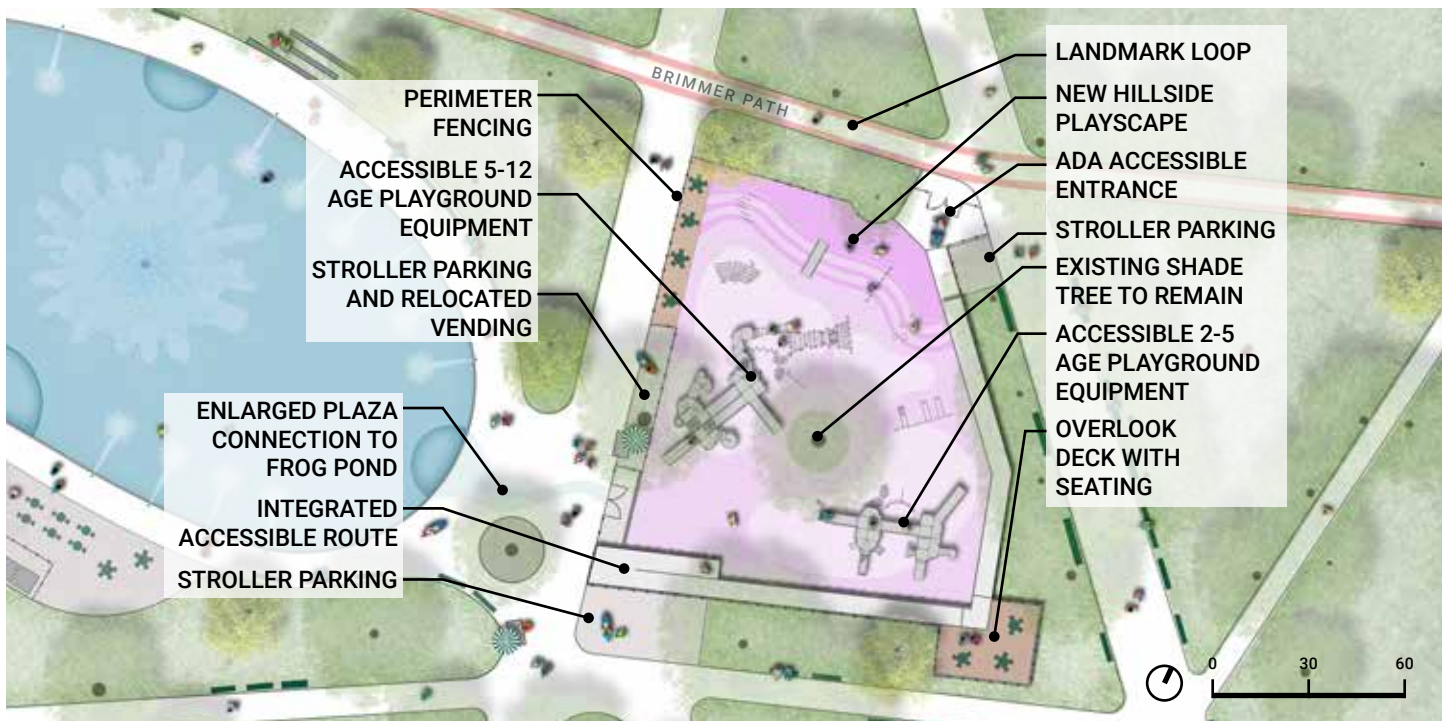 BRIMMER PATH
PERIMETER
FENCING
ACCESSIBLE 5-12
AGE PLAYGROUND
EQUIPMENT
STROLLER PARKING
AND RELOCATED
VENDING
ENLARGED PLAZA
CONNECTION TO
FROG POND
INTEGRATED
ACCESSIBLE ROUTE
STROLLER PARKING
LANDMARK LOOP
NEW HILLSIDE
PLAYSCAPE
ADA ACCESSIBLE
ENTRANCE
STROLLER PARKING
EXISTING SHADE
TREE TO REMAIN
ACCESSIBLE 2-5
AGE PLAYGROUND
EQUIPMENT
OVERLOOK
DECK WITH
SEATING
0 30 60